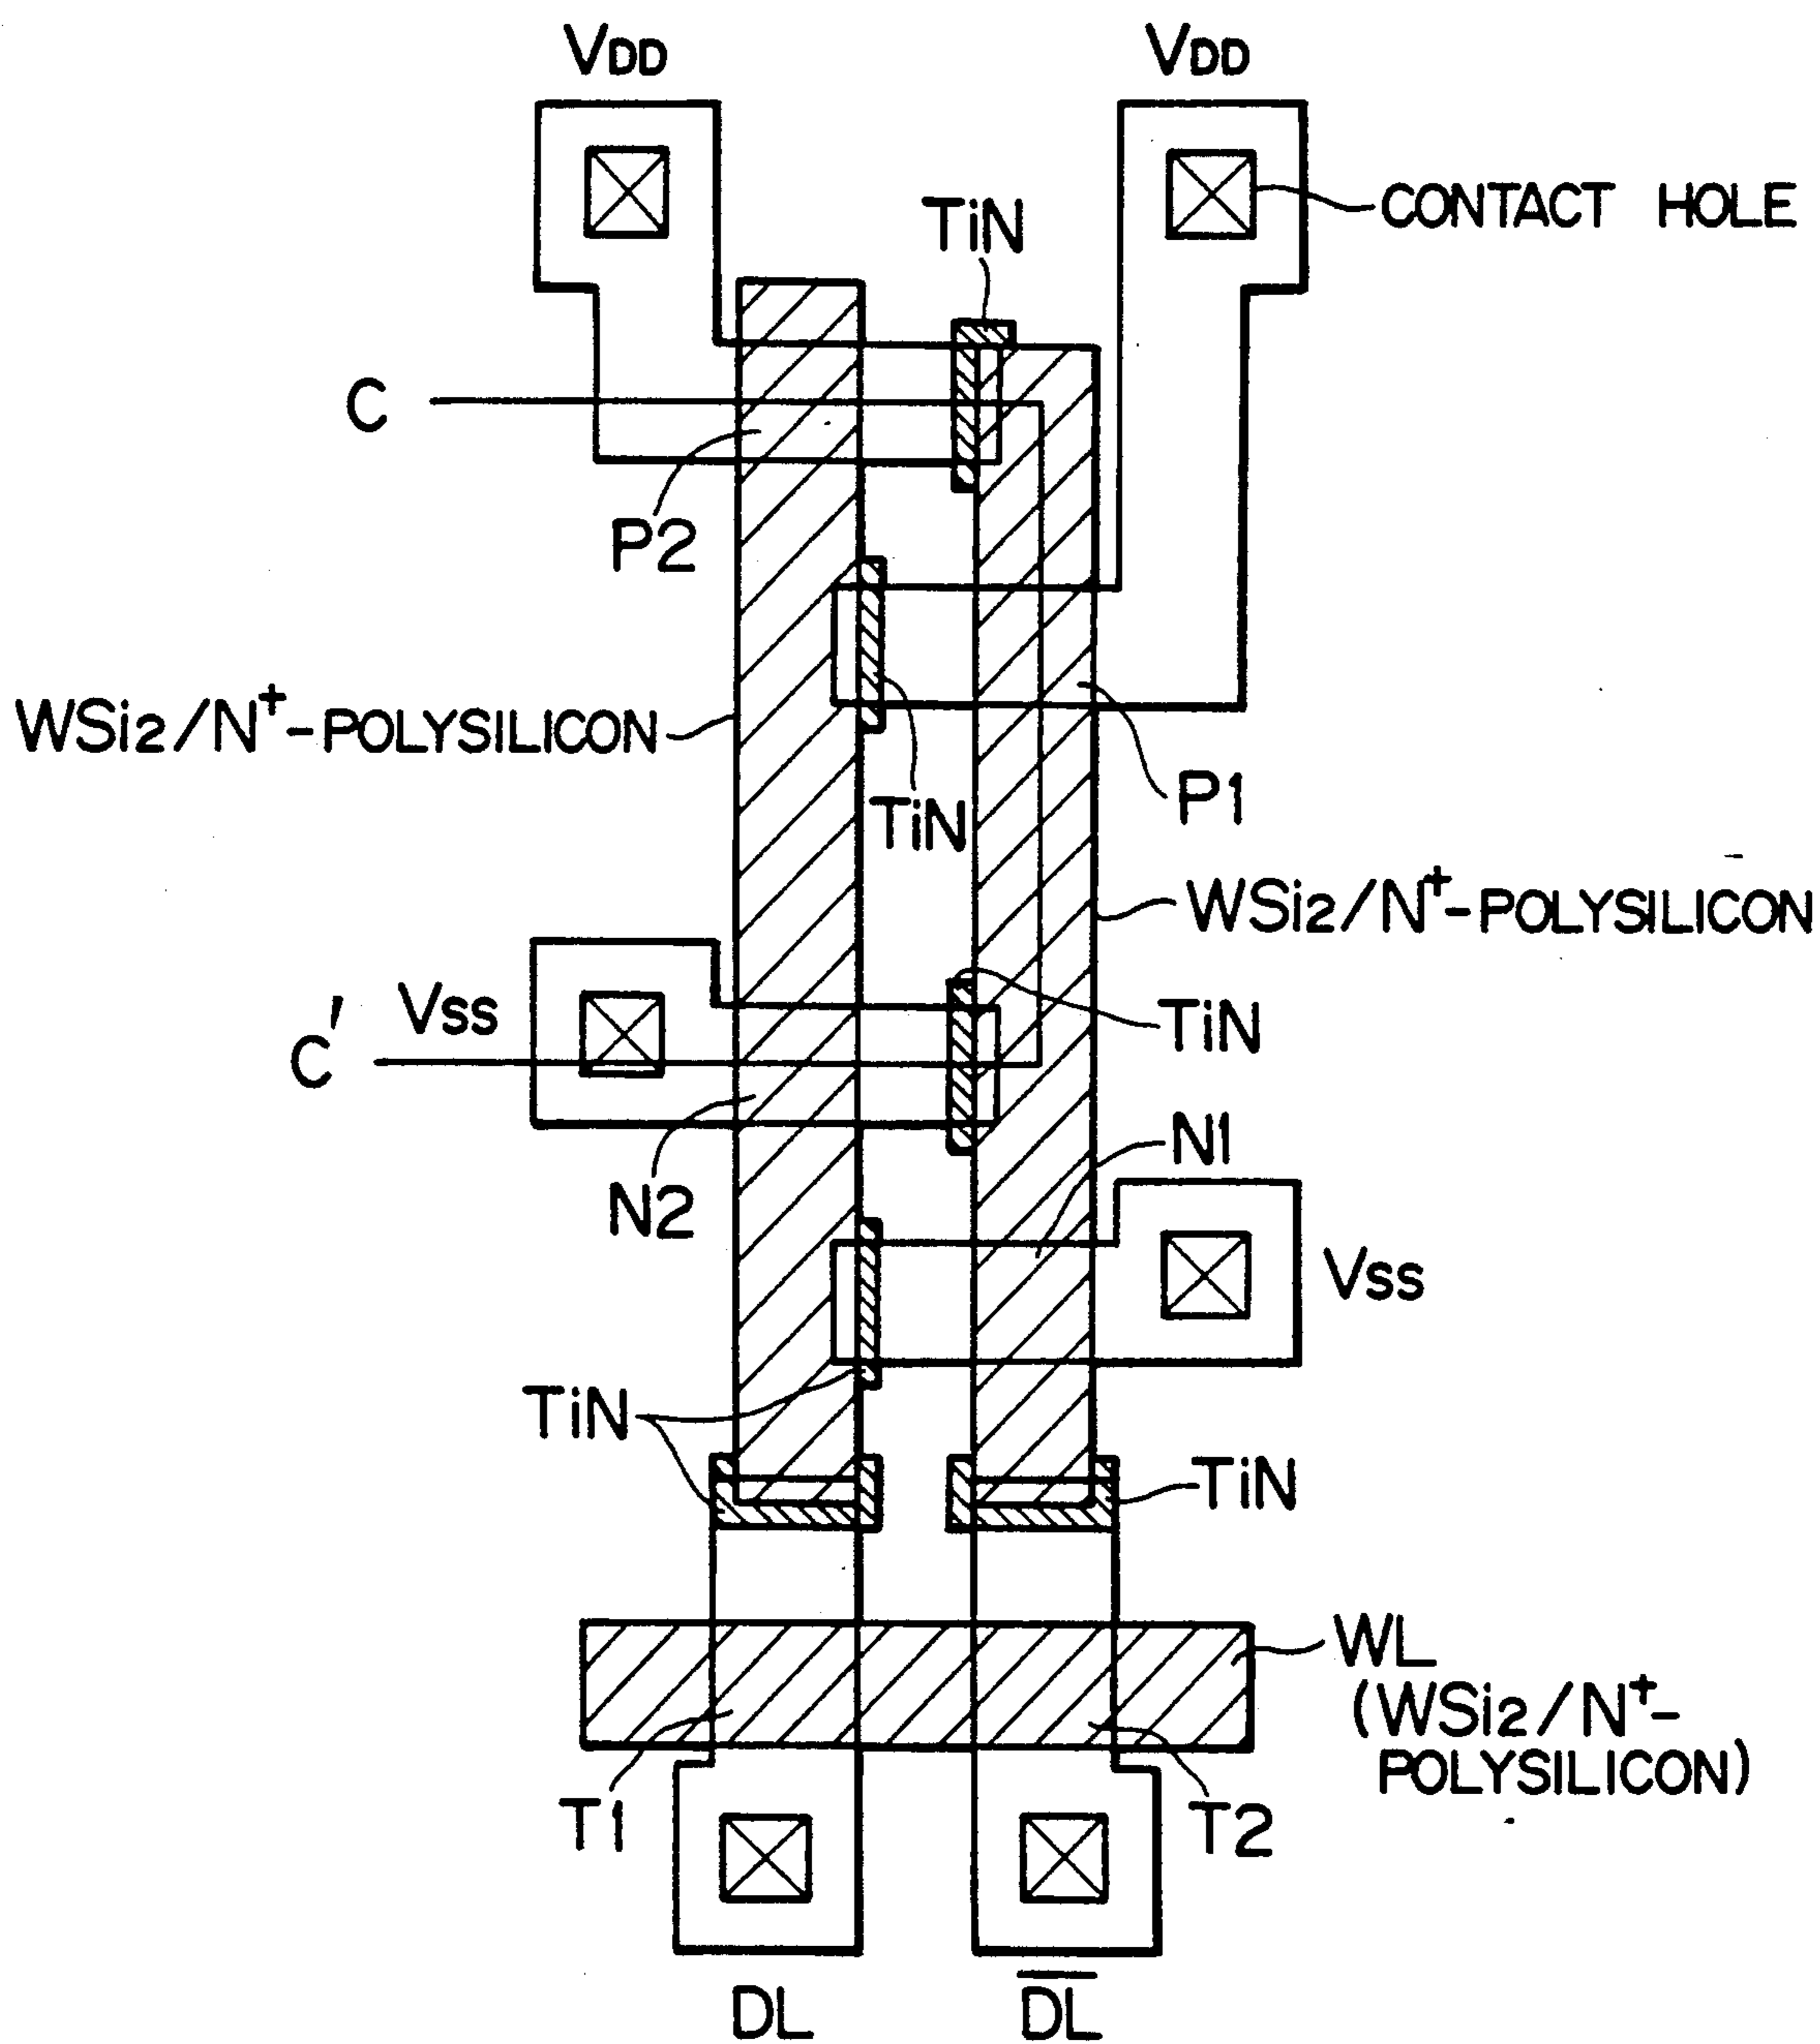 VDD
VDD
CONTACT HOLE
TiN
C
P2
WSi2/N+-POLYSILICON
TiN
P1
WSi2/N+-POLYSILICON
Vss
TiN
C'
N1
N2
Vss
TiN
TiN
WL
(WSi2/N+-
POLYSILICON)
T1
T2
DL
D̅L̅